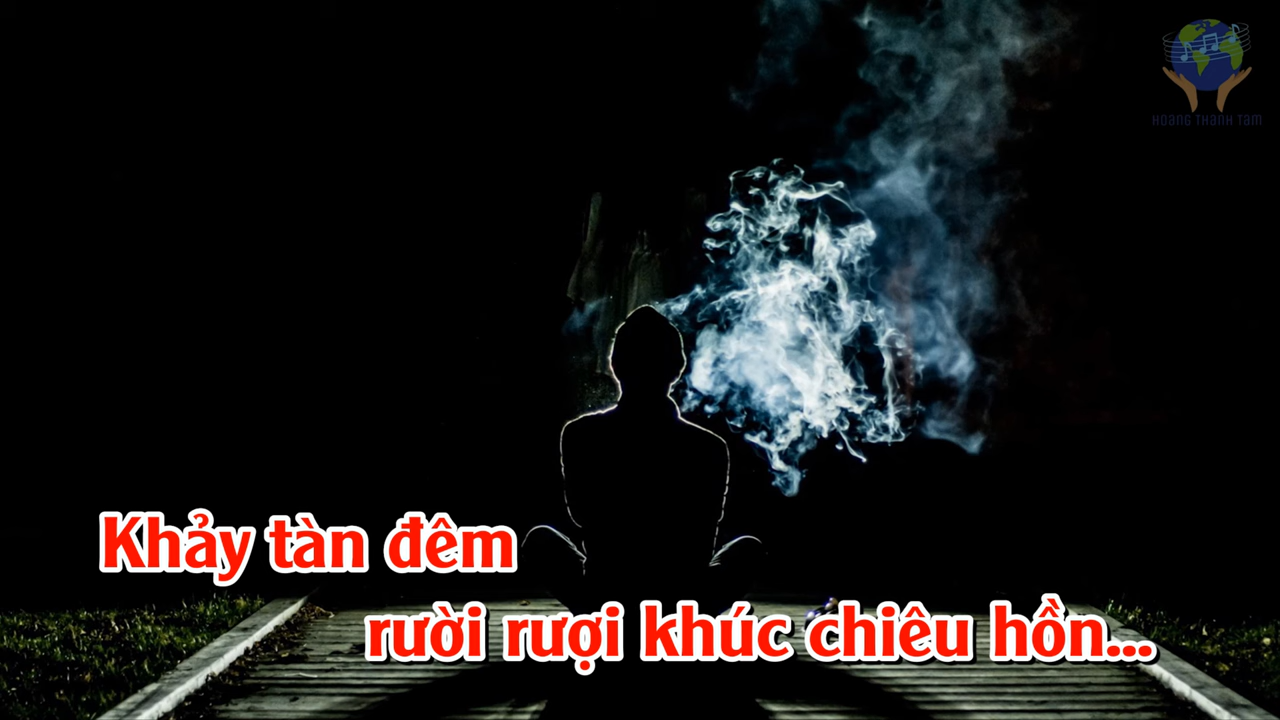 HOANG THANH TAM
Khảy tàn đêm
rười rượi khúc chiêu hồn...